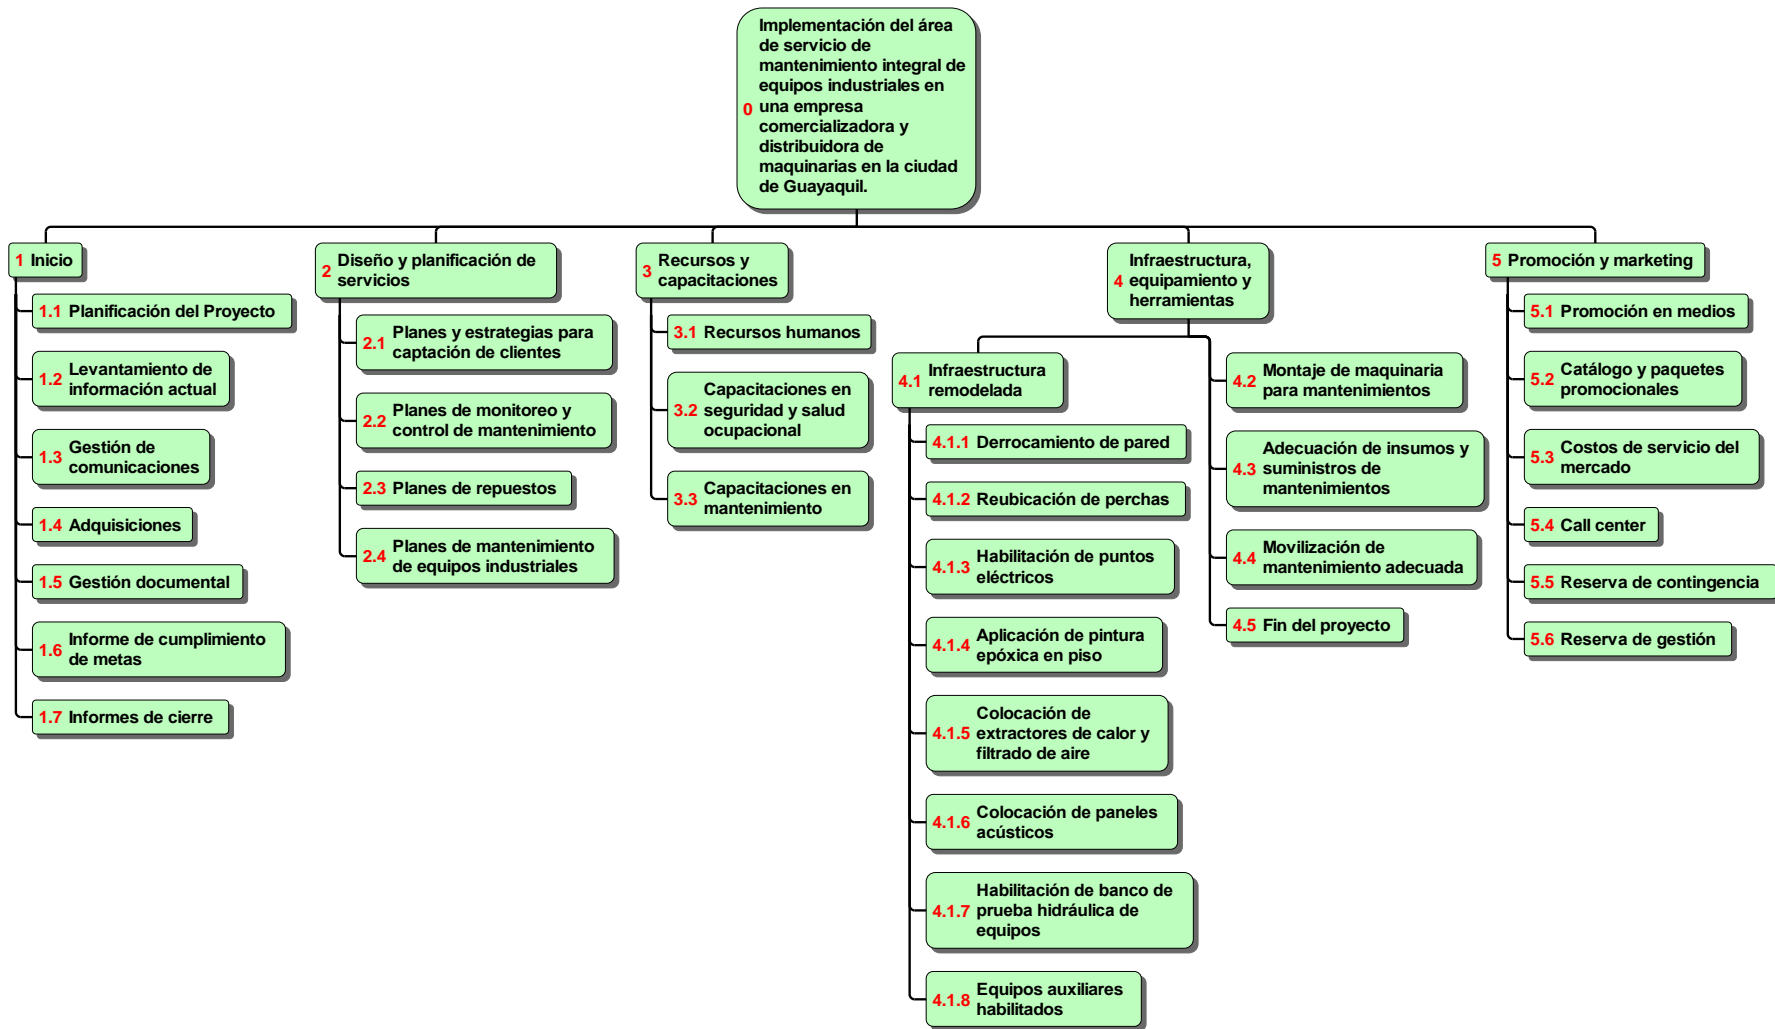 Implementación del área
de servicio de
mantenimiento integral de
equipos industriales en
0 una empresa
comercializadora y
distribuidora de
maquinarias en la ciudad
de Guayaquil.
1 Inicio
1.1 Planificación del Proyecto
1.2 Levantamiento de
información actual
1.3 Gestión de
comunicaciones
1.4 Adquisiciones
1.5 Gestión documental
1.6 Informe de cumplimiento
de metas
1.7 Informes de cierre
2 Diseño y planificación de
servicios
2.1 Planes y estrategias para
captación de clientes
2.2 Planes de monitoreo y
control de mantenimiento
2.3 Planes de repuestos
2.4 Planes de mantenimiento
de equipos industriales
3 Recursos y
capacitaciones
3.1 Recursos humanos
3.2 Capacitaciones en
seguridad y salud
ocupacional
3.3 Capacitaciones en
mantenimiento
Infraestructura,
4 equipamiento y
herramientas
4.1 Infraestructura
remodelada
4.1.1 Derrocamiento de pared
4.1.2 Reubicación de perchas
4.1.3 Habilitación de puntos
eléctricos
4.1.4 Aplicación de pintura
epóxica en piso
Colocación de
4.1.5 extractores de calor y
filtrado de aire
4.1.6 Colocación de paneles
acústicos
Habilitación de banco de
4.1.7 prueba hidráulica de
equipos
4.1.8 Equipos auxiliares
habilitados
4.2 Montaje de maquinaria
para mantenimientos
4.3 Adecuación de insumos y
suministros de
mantenimientos
4.4 Movilización de
mantenimiento adecuada
4.5 Fin del proyecto
5 Promoción y marketing
5.1 Promoción en medios
5.2 Catálogo y paquetes
promocionales
5.3 Costos de servicio del
mercado
5.4 Call center
5.5 Reserva de contingencia
5.6 Reserva de gestión